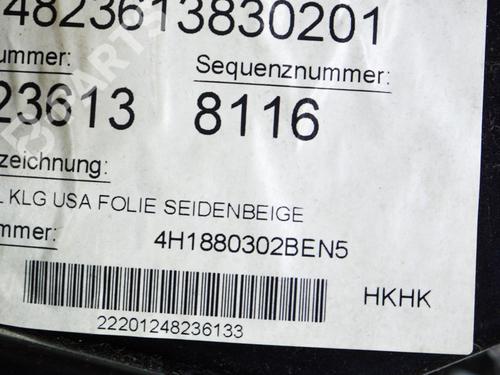 4823613830201
ummer:
Sequenznummer:
23613
8116
zeichnung:
L KLG USA FOLIE SEIDENBEIGE
mmer:
4H1880302BEN5
HKHK
22201248236133